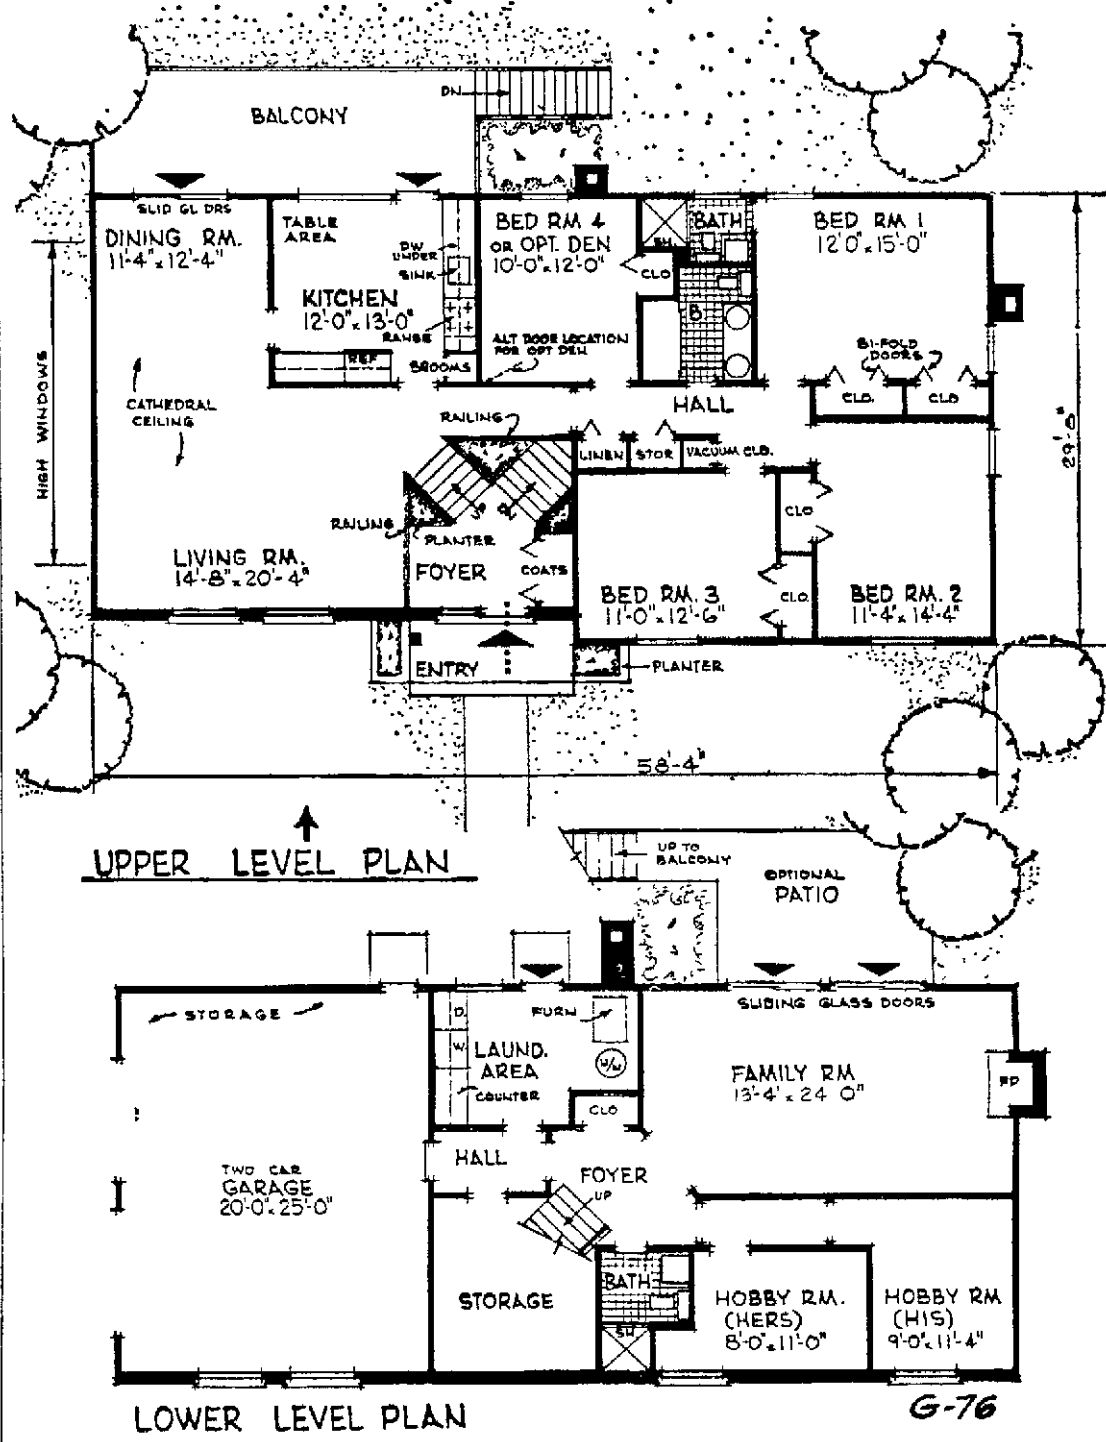 DN
BALCONY
SLID GL DRS
DINING RM.
11'-4" x 12'-4"
TABLE
AREA
DW
UNDER
SINK
KITCHEN
12'-0" x 13'-0"
RANGE
REF
BROOMS
BED RM 4
OR OPT. DEN
10'-0" x 12'-0"
ALT DOOR LOCATION
FOR OPT DEN
SH.
BATH
CLO
B
BED RM 1
12'0" x 15'-0"
BI-FOLD
DOORS
CLO.
CLO
HIGH WINDOWS
CATHEDRAL
CEILING
RAILING
HALL
LINEN
STOR
VACUUM CLO.
29'-8"
UP
RAILING
PLANTER
FOYER
COATS
LIVING RM.
14'-8" x 20'-4"
CLO
CLO.
BED RM. 3
11'-0" x 12'-6"
BED RM. 2
11'-4" x 14'-4"
ENTRY
PLANTER
58'-4"
UPPER LEVEL PLAN
UP TO
BALCONY
OPTIONAL
PATIO
STORAGE
D.
W.
LAUND.
AREA
COUNTER
FURN
H/W
CLO
SLIDING GLASS DOORS
FAMILY RM
13'-4" x 24'0"
FP
HALL
FOYER
UP
TWO CAR
GARAGE
20'-0" x 25'-0"
STORAGE
BATH
SH
HOBBY RM.
(HERS)
8'-0" x 11'-0"
HOBBY RM
(HIS)
9'-0" x 11'-4"
LOWER LEVEL PLAN
G-76